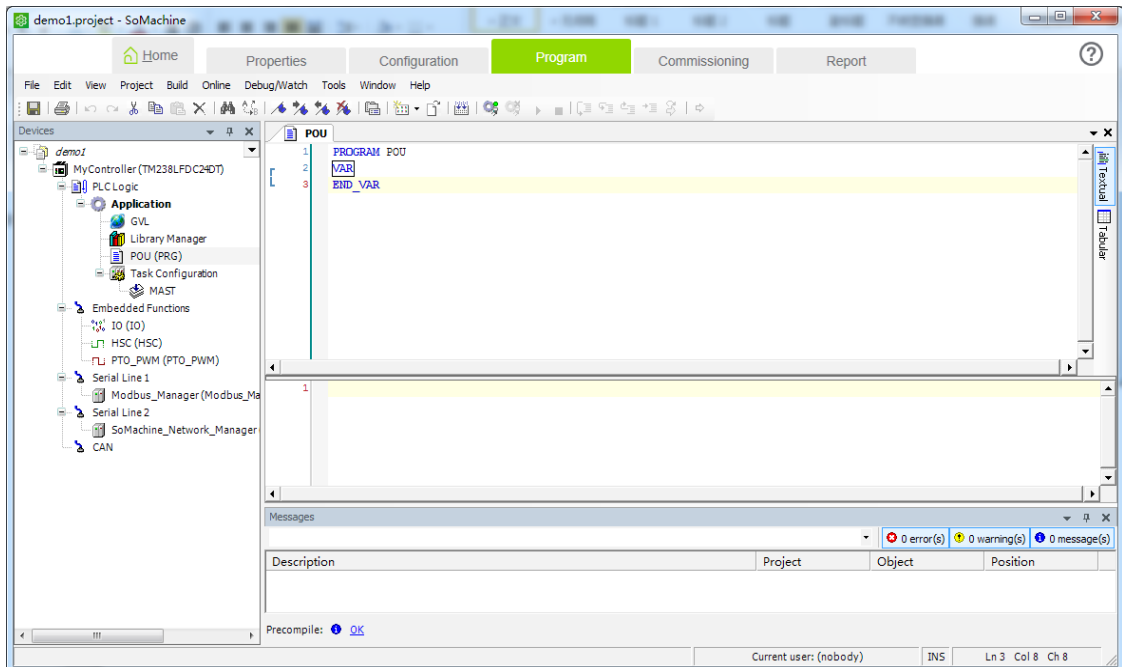 demo1.project - SoMachine
Home
Properties
Configuration
Program
Commissioning
Report
?
File Edit View Project Build Online Debug/Watch Tools Window Help
Devices
POU
demo1
MyController (TM238LFDC24DT)
PLC Logic
Application
GVL
Library Manager
POU (PRG)
Task Configuration
MAST
Embedded Functions
IO (IO)
HSC (HSC)
PTO_PWM (PTO_PWM)
Serial Line 1
Modbus_Manager (Modbus_Ma
Serial Line 2
SoMachine_Network_Manager
CAN
1 PROGRAM POU
2 VAR
3 END_VAR
Textual
Tabular
1
Messages
0 error(s) 0 warning(s) 0 message(s)
Description Project Object Position
Precompile: OK
Current user: (nobody) INS Ln 3 Col 8 Ch 8